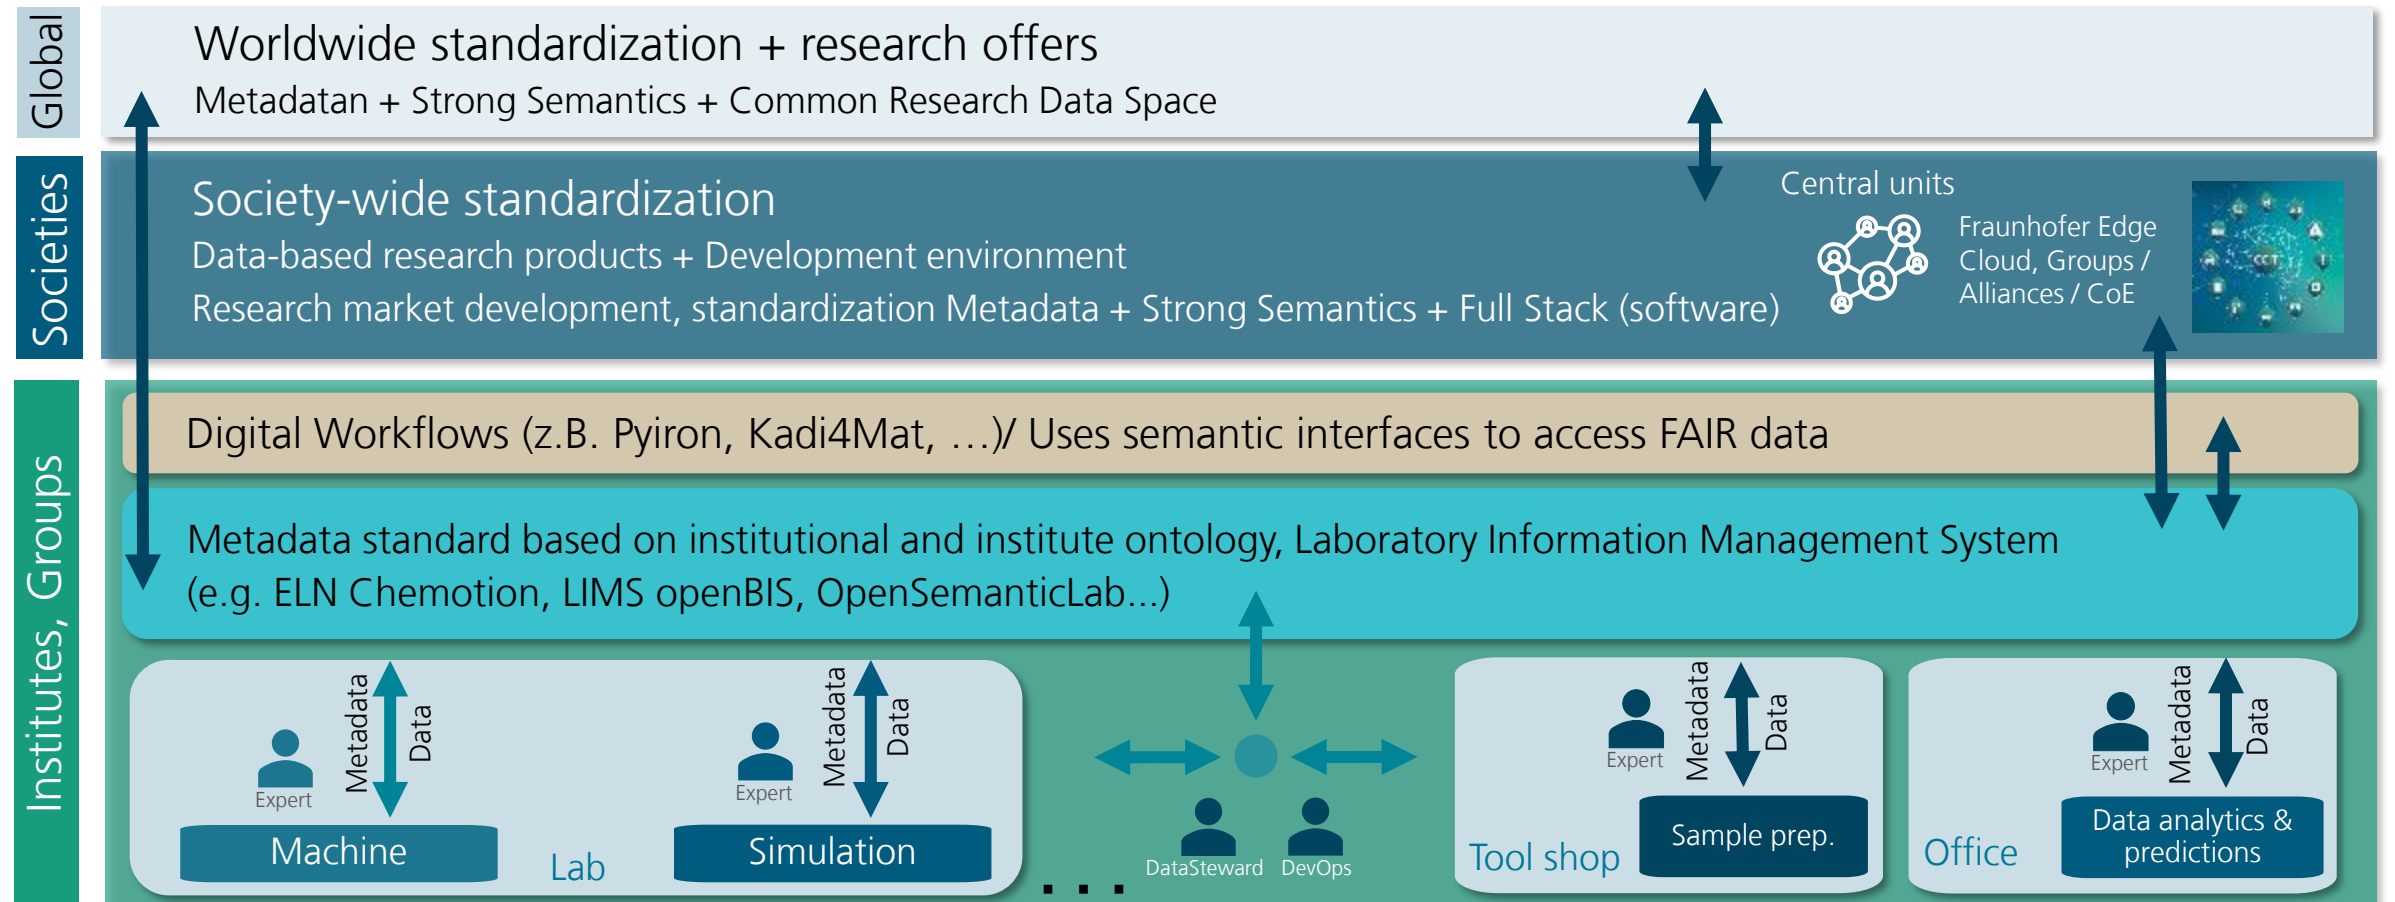 Global
Worldwide standardization + research offers
Metadatan + Strong Semantics + Common Research Data Space
Societies
Society-wide standardization
Data-based research products + Development environment
Research market development, standardization Metadata + Strong Semantics + Full Stack (software)
Central units
Fraunhofer Edge
Cloud, Groups /
Alliances / CoE
CCT
Institutes, Groups
Digital Workflows (z.B. Pyiron, Kadi4Mat, …)/ Uses semantic interfaces to access FAIR data
Metadata standard based on institutional and institute ontology, Laboratory Information Management System
(e.g. ELN Chemotion, LIMS openBIS, OpenSemanticLab...)
Expert
Metadata
Data
Machine
Lab
Expert
Metadata
Data
Simulation
...
DataSteward
DevOps
Expert
Metadata
Data
Tool shop
Sample prep.
Expert
Metadata
Data
Office
Data analytics &
predictions